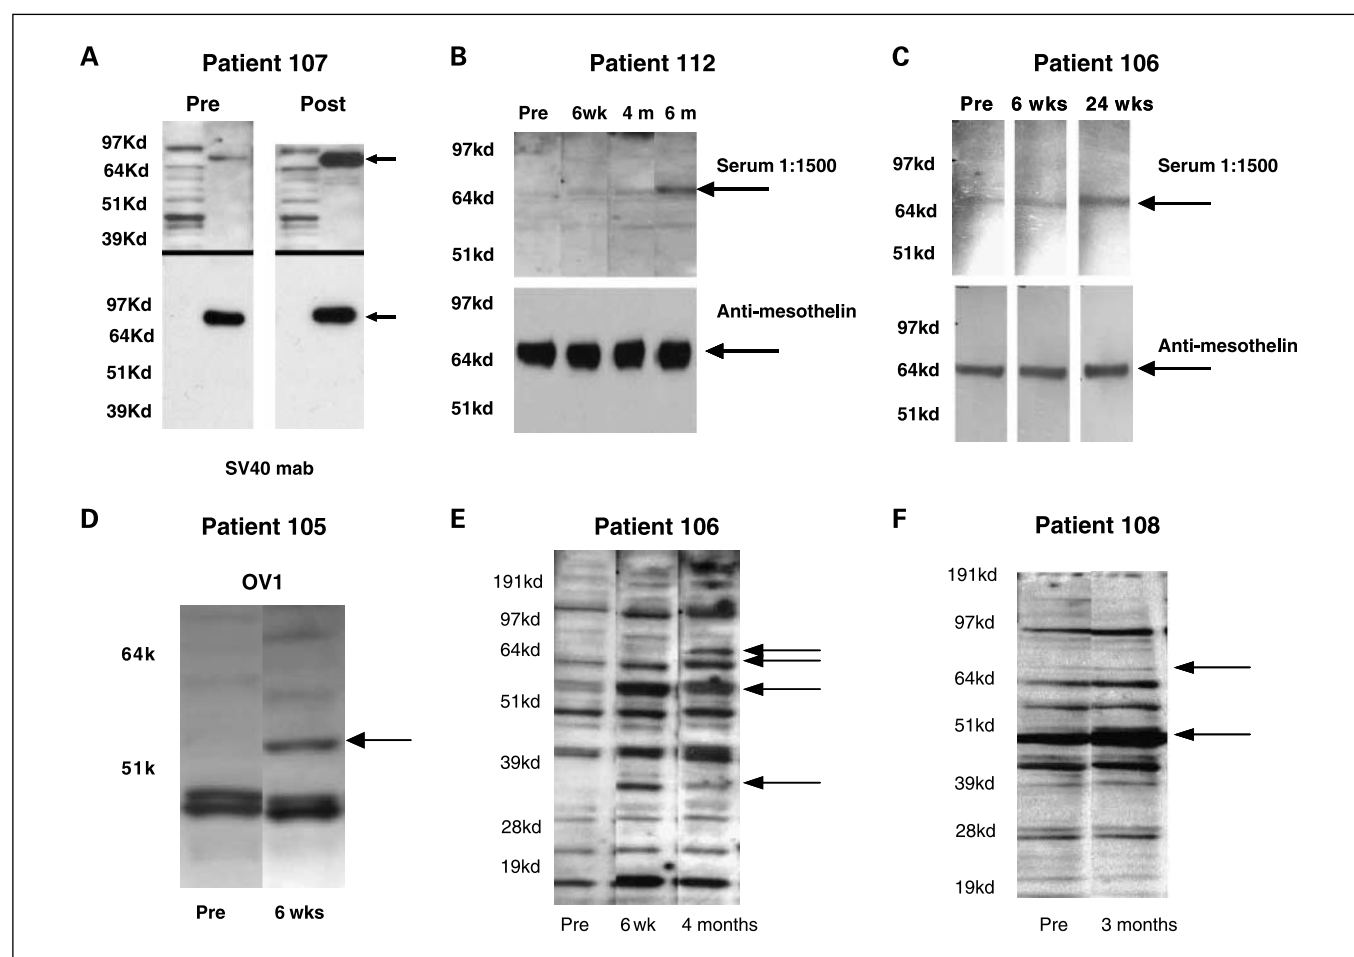 A
Patient 107
Pre Post
97Kd
64Kd
51Kd
39Kd
97Kd
64Kd
51Kd
39Kd
SV40 mab
B
Patient 112
Pre 6wk 4 m 6 m
97kd
64kd
51kd
Serum 1:1500
97kd
64kd
51kd
Anti-mesothelin
C
Patient 106
Pre 6 wks 24 wks
97kd
64kd
51kd
Serum 1:1500
97kd
64kd
51kd
Anti-mesothelin
D
Patient 105
OV1
64k
51k
Pre 6 wks
E
Patient 106
191kd
97kd
64kd
51kd
39kd
28kd
19kd
Pre 6 wk 4 months
F
Patient 108
191kd
97kd
64kd
51kd
39kd
28kd
19kd
Pre 3 months